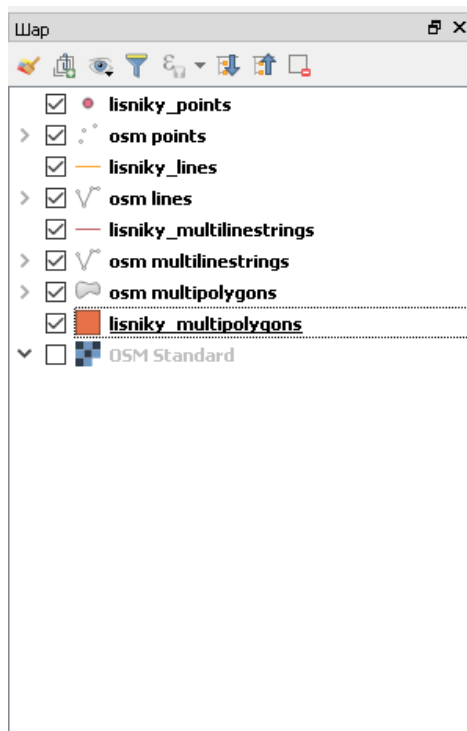 Шар
lisniky_points
osm points
lisniky_lines
osm lines
lisniky_multilinestrings
osm multilinestrings
osm multipolygons
lisniky_multipolygons
OSM Standard